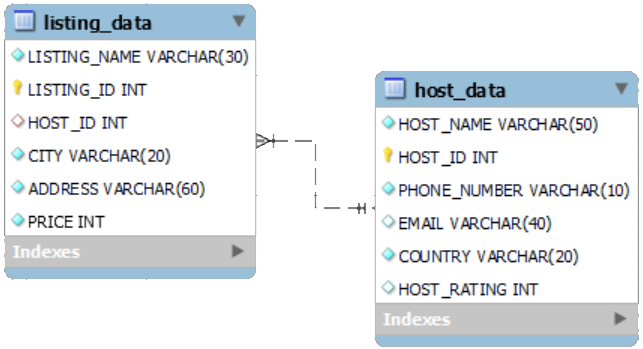 listing_data
LISTING_NAME VARCHAR(30)
LISTING_ID INT
HOST_ID INT
CITY VARCHAR(20)
ADDRESS VARCHAR(60)
PRICE INT
Indexes
host_data
HOST_NAME VARCHAR(50)
HOST_ID INT
PHONE_NUMBER VARCHAR(10)
EMAIL VARCHAR(40)
COUNTRY VARCHAR(20)
HOST_RATING INT
Indexes